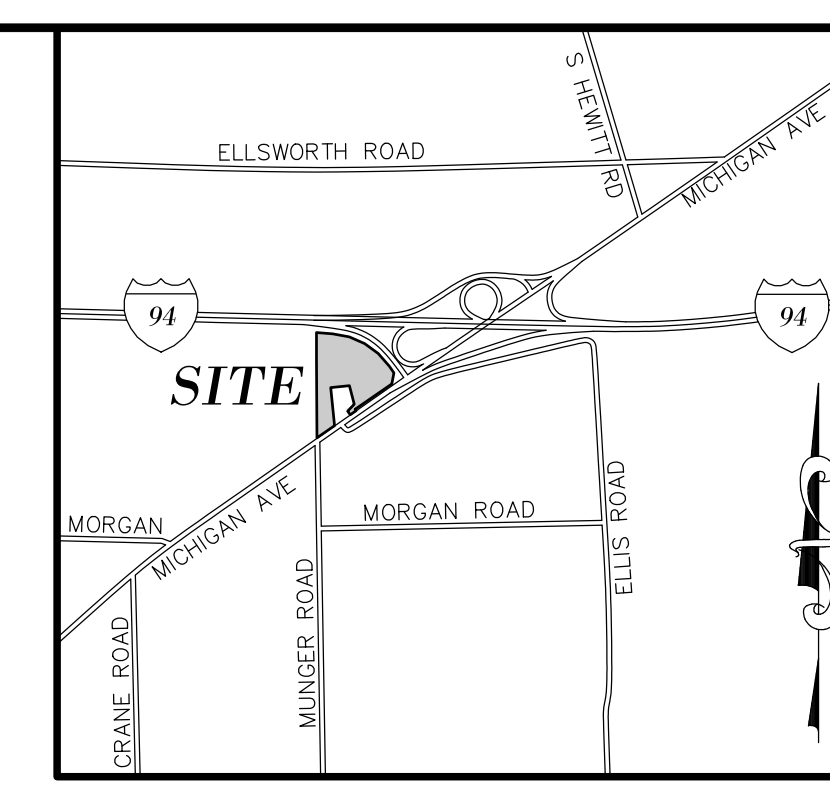 S HEWITT RD
MICHIGAN AVE
ELLSWORTH ROAD
94
94
SITE
MORGAN
MICHIGAN AVE
MORGAN ROAD
ELLIS ROAD
MUNGER ROAD
CRANE ROAD